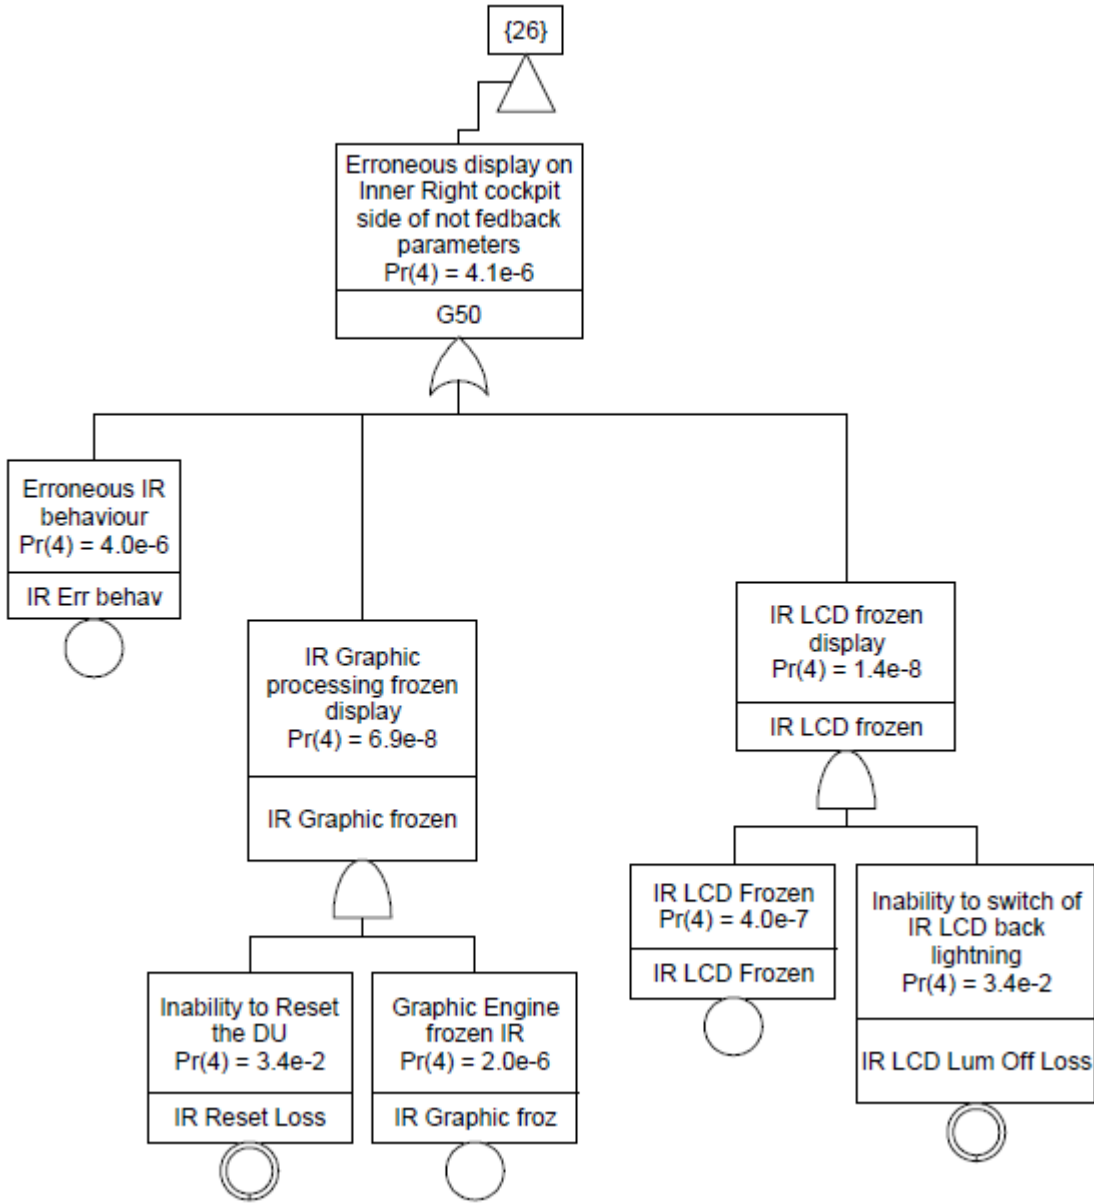 {26}
Erroneous display on
Inner Right cockpit
side of not fedback
parameters
Pr(4) = 4.1e-6
G50
Erroneous IR
behaviour
Pr(4) = 4.0e-6
IR Err behav
IR Graphic
processing frozen
display
Pr(4) = 6.9e-8
IR Graphic frozen
IR LCD frozen
display
Pr(4) = 1.4e-8
IR LCD frozen
Inability to Reset
the DU
Pr(4) = 3.4e-2
IR Reset Loss
Graphic Engine
frozen IR
Pr(4) = 2.0e-6
IR Graphic froz
IR LCD Frozen
Pr(4) = 4.0e-7
IR LCD Frozen
Inability to switch of
IR LCD back
lightning
Pr(4) = 3.4e-2
IR LCD Lum Off Loss